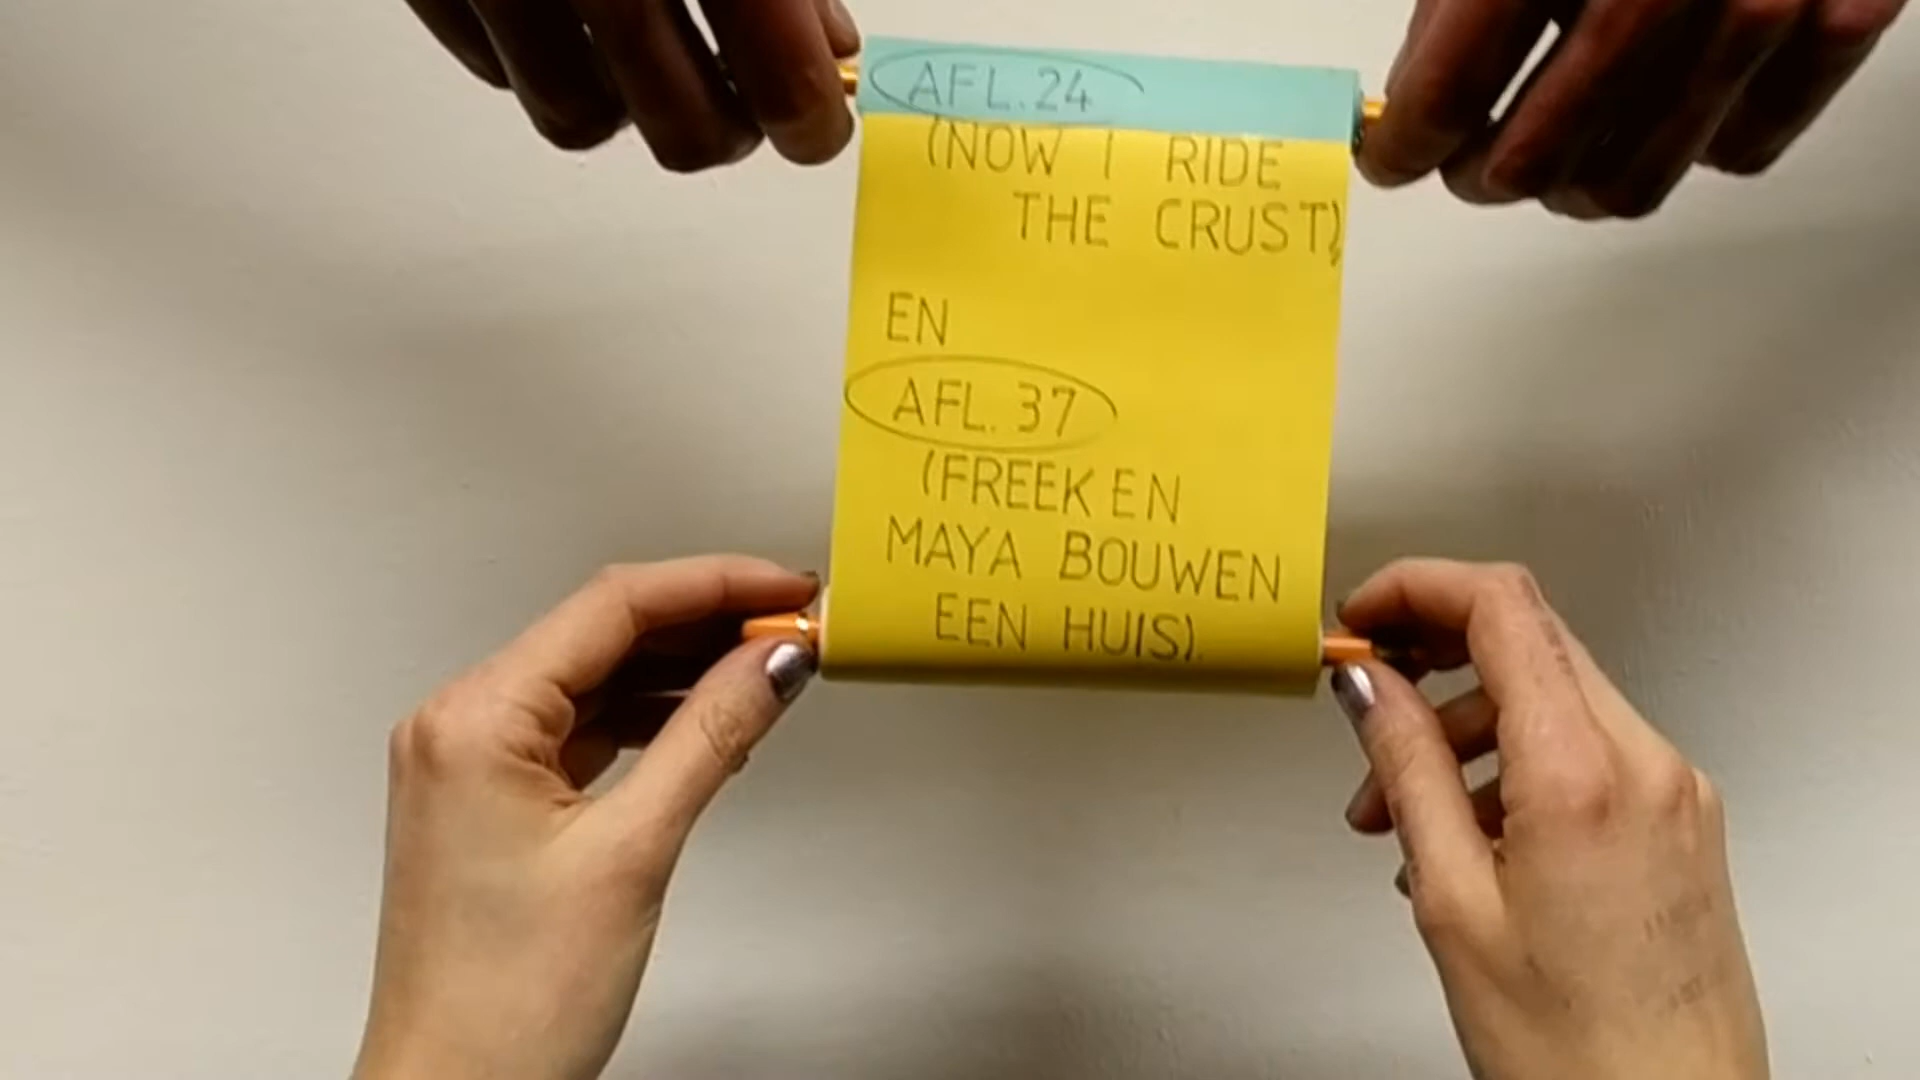 AFL.24
(NOW I RIDE
THE CRUST),
EN
AFL. 37
(FREEK EN
MAYA BOUWEN
EEN HUIS).